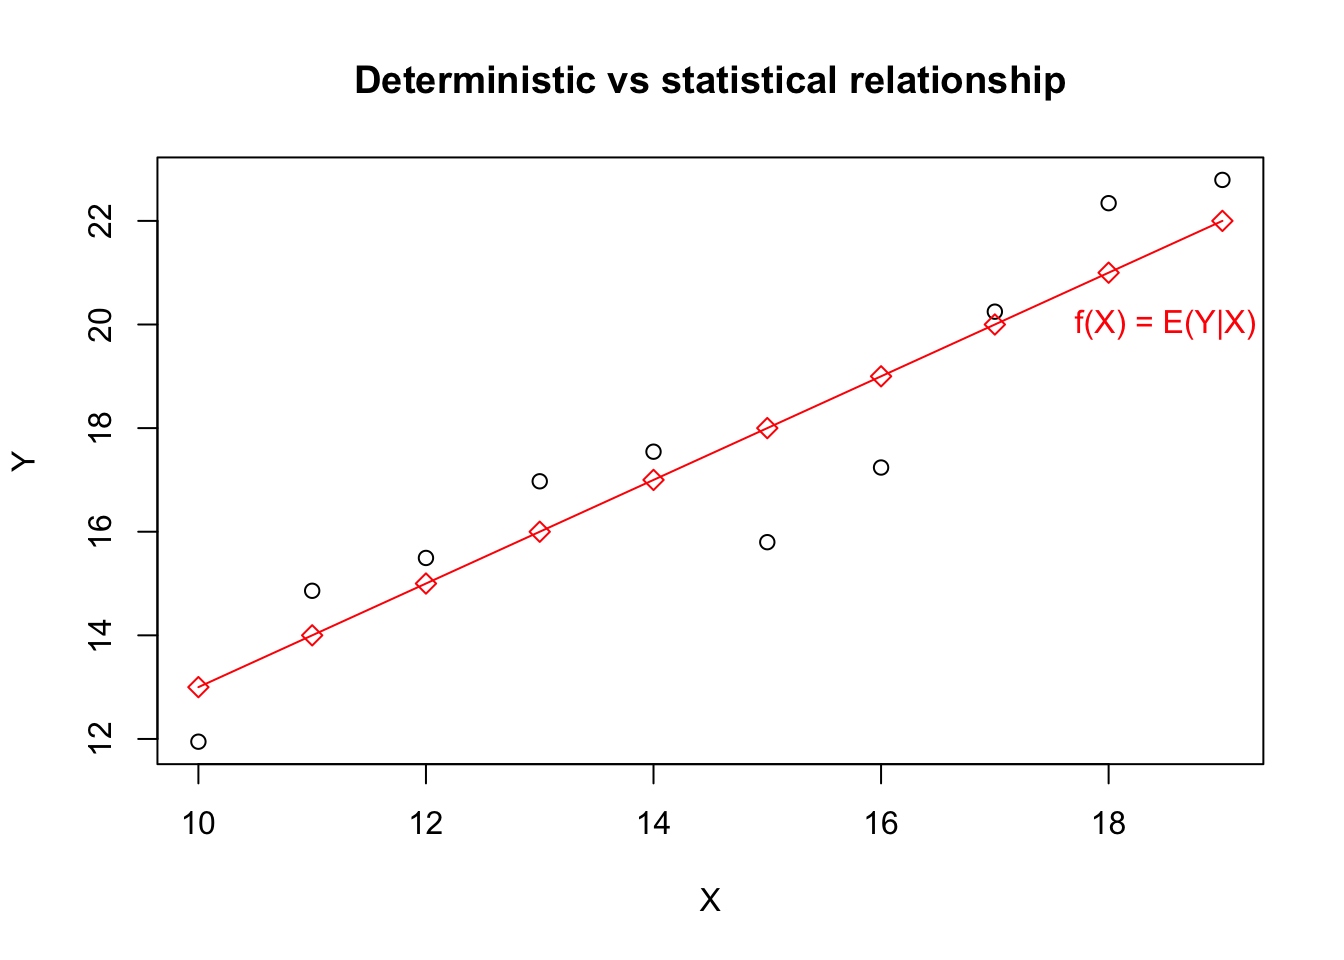 Deterministic vs statistical relationship
22
20
18
16
14
12
Y
f(X) = E(Y|X)
10 12 14 16 18
X